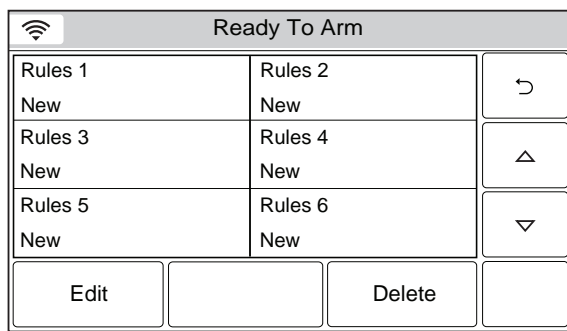 Ready To Arm
Rules 1
New
Rules 2
New
Rules 3
New
Rules 4
New
Rules 5
New
Rules 6
New
Edit
Delete